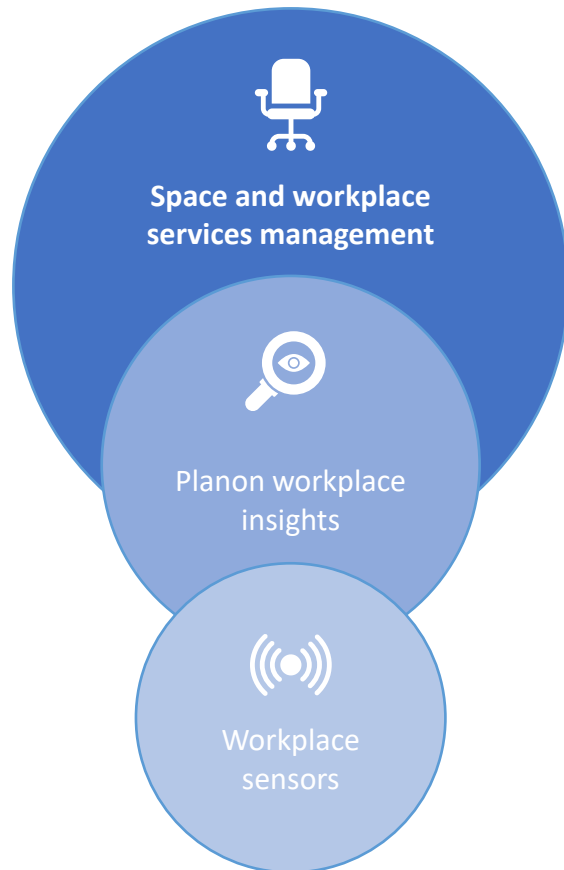 Space and workplace
services management
Planon workplace
insights
Workplace
sensors